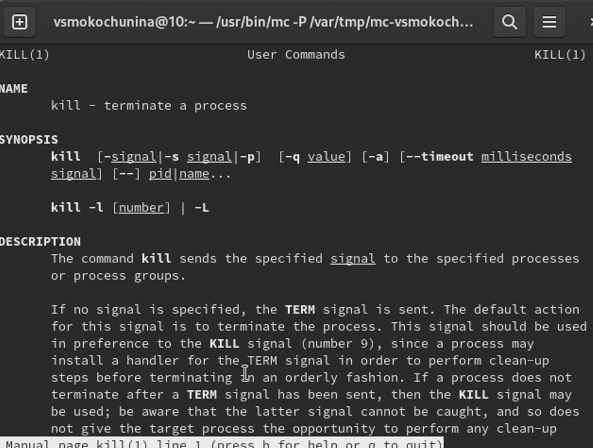 vsmokochunina@10:~ — /usr/bin/mc -P /var/tmp/mc-vsmokoch...
KILL(1) User Commands KILL(1)
NAME
kill - terminate a process
SYNOPSIS
kill [-signal|-s signal|-p] [-q value] [-a] [--timeout milliseconds
signal] [--] pid|name...
kill -l [number] | -L
DESCRIPTION
The command kill sends the specified signal to the specified processes
or process groups.
If no signal is specified, the TERM signal is sent. The default action
for this signal is to terminate the process. This signal should be used
in preference to the KILL signal (number 9), since a process may
install a handler for the TERM signal in order to perform clean-up
steps before terminating in an orderly fashion. If a process does not
terminate after a TERM signal has been sent, then the KILL signal may
be used; be aware that the latter signal cannot be caught, and so does
not give the target process the opportunity to perform any clean-up
Manual page kill(1) line 1 (press h for help or q to quit)